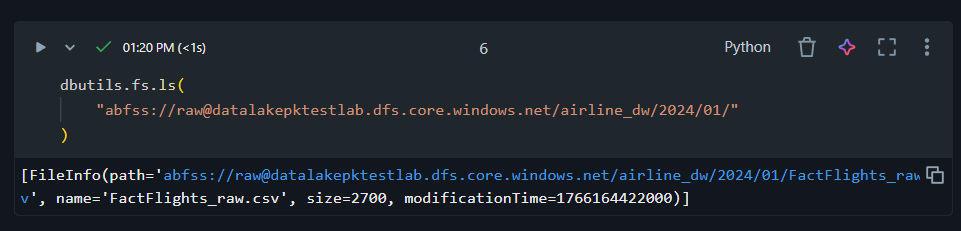 01:20 PM (<1s) 6 Python
dbutils.fs.ls(
"abfss://raw@datalakepktestlab.dfs.core.windows.net/airline_dw/2024/01/"
)
[FileInfo(path='abfss://raw@datalakepktestlab.dfs.core.windows.net/airline_dw/2024/01/FactFlights_raw
v', name='FactFlights_raw.csv', size=2700, modificationTime=1766164422000)]